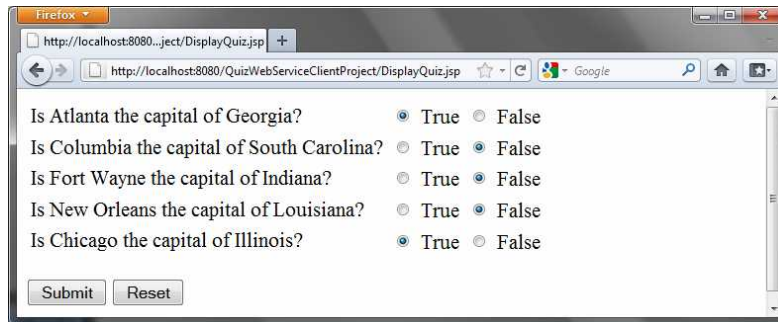 Firefox
http://localhost:8080...ject/DisplayQuiz.jsp +
http://localhost:8080/QuizWebServiceClientProject/DisplayQuiz.jsp Google
Is Atlanta the capital of Georgia? True False
Is Columbia the capital of South Carolina? True False
Is Fort Wayne the capital of Indiana? True False
Is New Orleans the capital of Louisiana? True False
Is Chicago the capital of Illinois? True False
Submit Reset